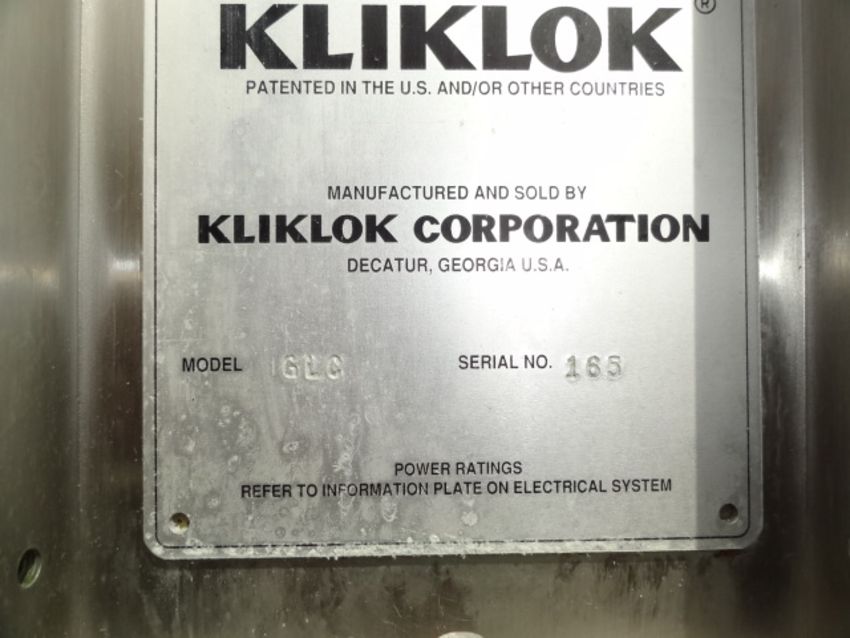 KLIKLOK®
PATENTED IN THE U.S. AND/OR OTHER COUNTRIES
MANUFACTURED AND SOLD BY
KLIKLOK CORPORATION
DECATUR, GEORGIA U.S.A.
MODEL SERIAL NO. 165
POWER RATINGS
REFER TO INFORMATION PLATE ON ELECTRICAL SYSTEM